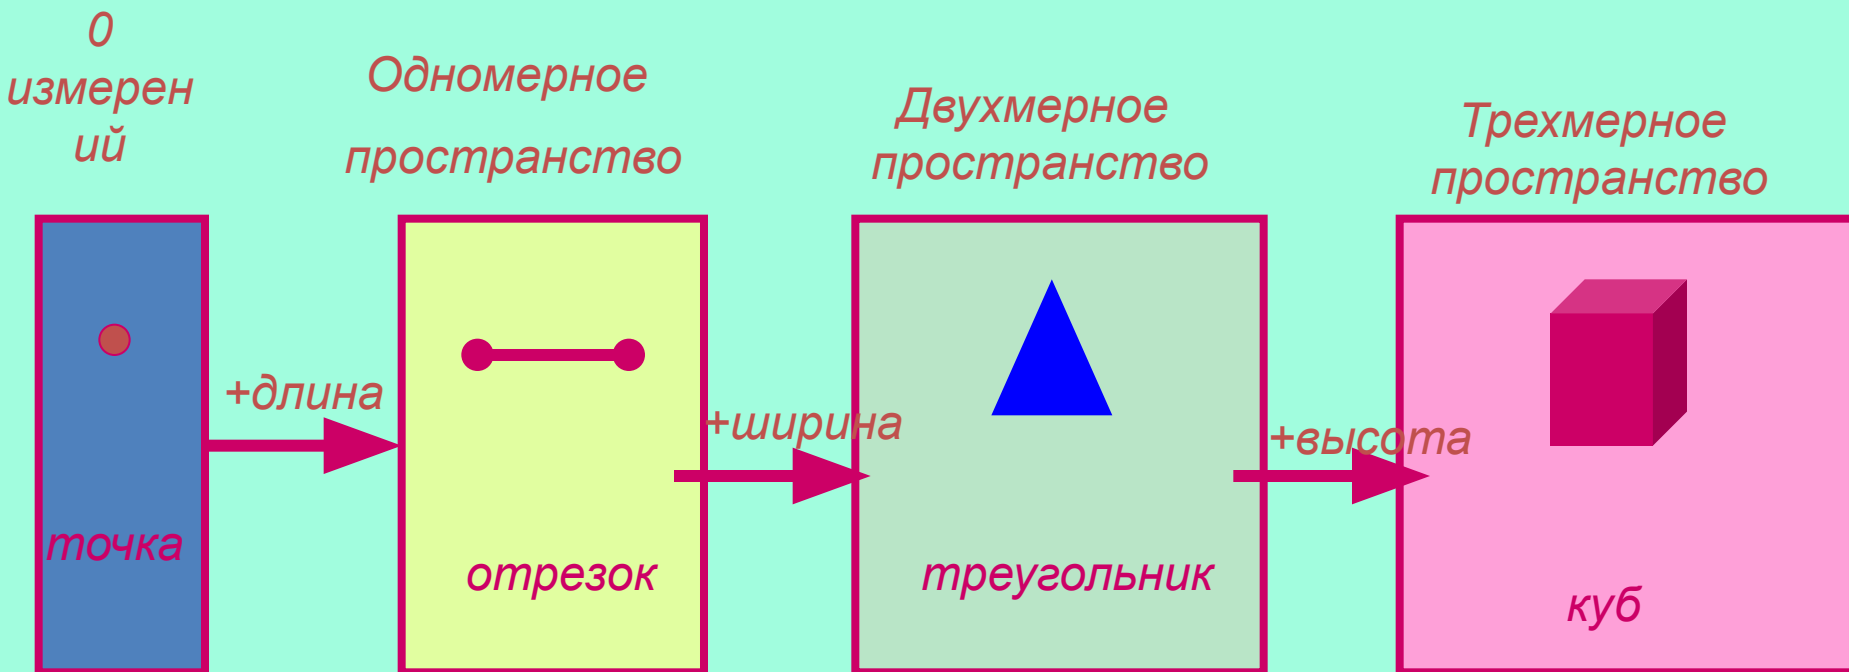 0
измерен
ий
Одномерное
пространство
Двухмерное
пространство
Трехмерное
пространство
+длина
+ширина
+высота
точка
отрезок
треугольник
куб